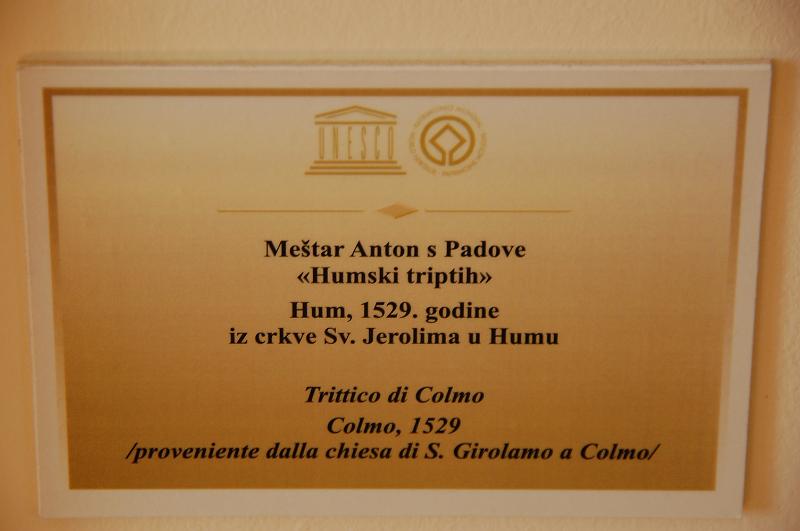 UNESCO
Meštar Anton s Padove
«Humski triptih»
Hum, 1529. godine
iz crkve Sv. Jerolima u Humu
Trittico di Colmo
Colmo, 1529
/proveniente dalla chiesa di S. Girolamo a Colmo/